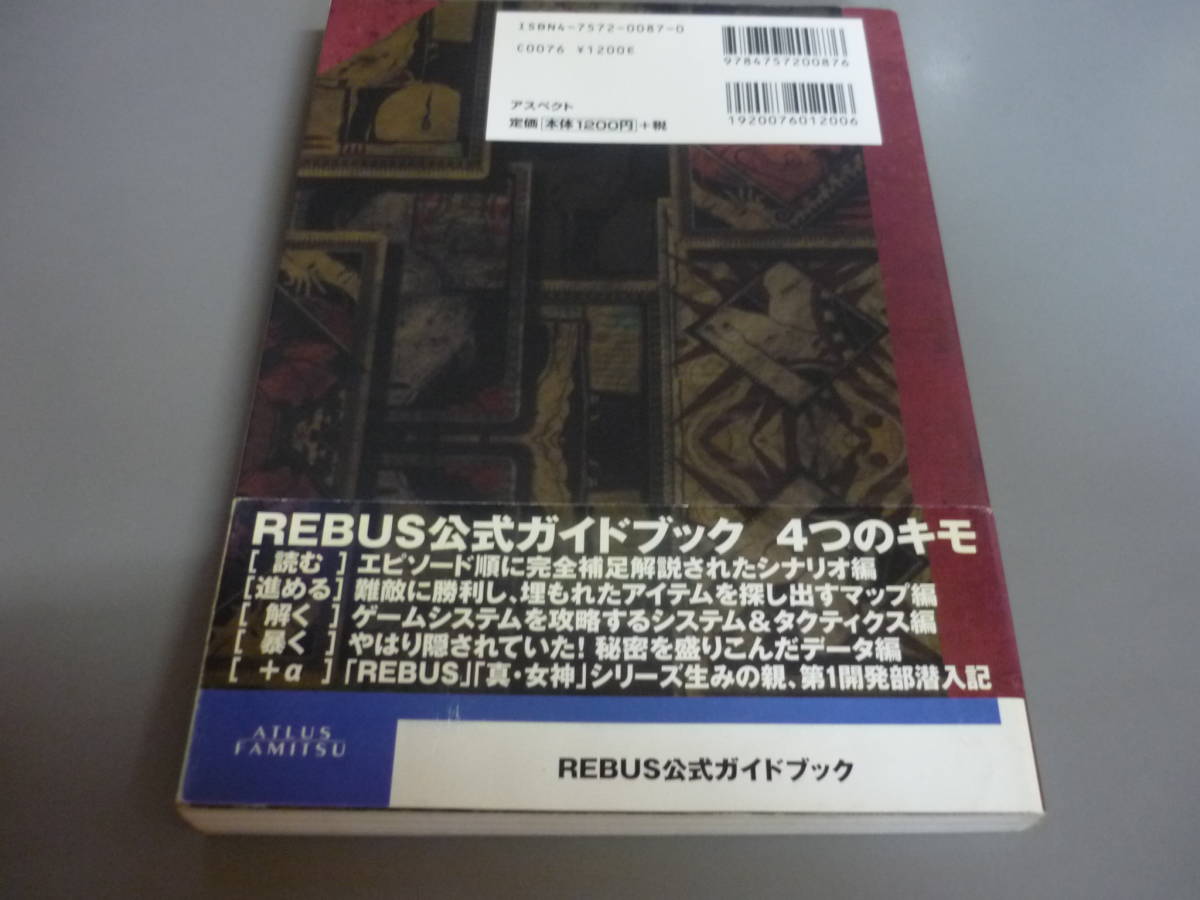 ISBN4-7572-0087-0
C0076 ¥1200E
9784757200876
アスペクト
定価[本体1200円]+税
1920076012006
REBUS公式ガイドブック 4つのキモ
[ 読む ] エピソード順に完全補足解説されたシナリオ編
[進める] 難敵に勝利し、埋もれたアイテムを探し出すマップ編
[ 解く ] ゲームシステムを攻略するシステム&タクティクス編
[ 暴く ] やはり隠されていた! 秘密を盛りこんだデータ編
[ +α ] 「REBUS」「真・女神」シリーズ生みの親、第1開発部潜入記
ATLUS
FAMITSU
REBUS公式ガイドブック